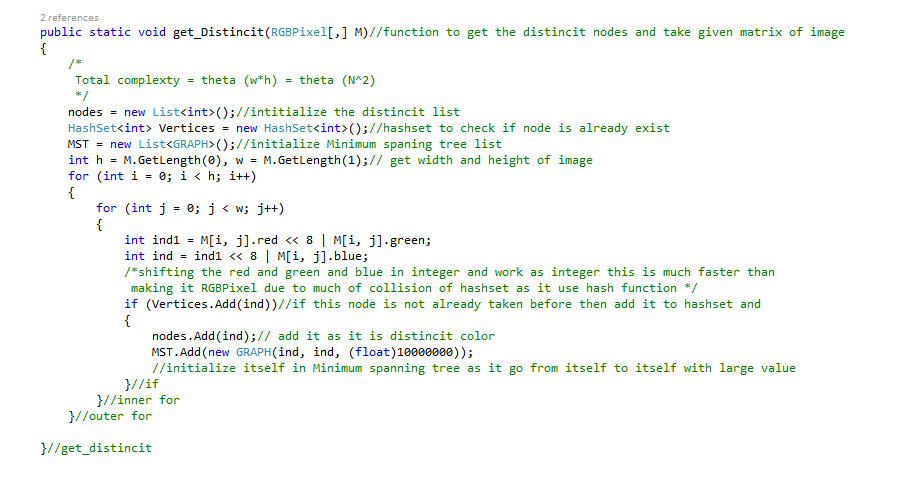 2 references
public static void get_Distincit(RGBPixel[,] M)//function to get the distincit nodes and take given matrix of image
{
/*
Total complexty = theta (w*h) = theta (N^2)
*/
nodes = new List<int>();//intitialize the distincit list
HashSet<int> Vertices = new HashSet<int>();//hashset to check if node is already exist
MST = new List<GRAPH>();//initialize Minimum spaning tree list
int h = M.GetLength(0), w = M.GetLength(1);// get width and height of image
for (int i = 0; i < h; i++)
{
for (int j = 0; j < w; j++)
{
int ind1 = M[i, j].red << 8 | M[i, j].green;
int ind = ind1 << 8 | M[i, j].blue;
/*shifting the red and green and blue in integer and work as integer this is much faster than
making it RGBPixel due to much of collision of hashset as it use hash function */
if (Vertices.Add(ind))//if this node is not already taken before then add it to hashset and
{
nodes.Add(ind);// add it as it is distincit color
MST.Add(new GRAPH(ind, ind, (float)10000000));
//initialize itself in Minimum spanning tree as it go from itself to itself with large value
}//if
}//inner for
}//outer for
}//get_distincit